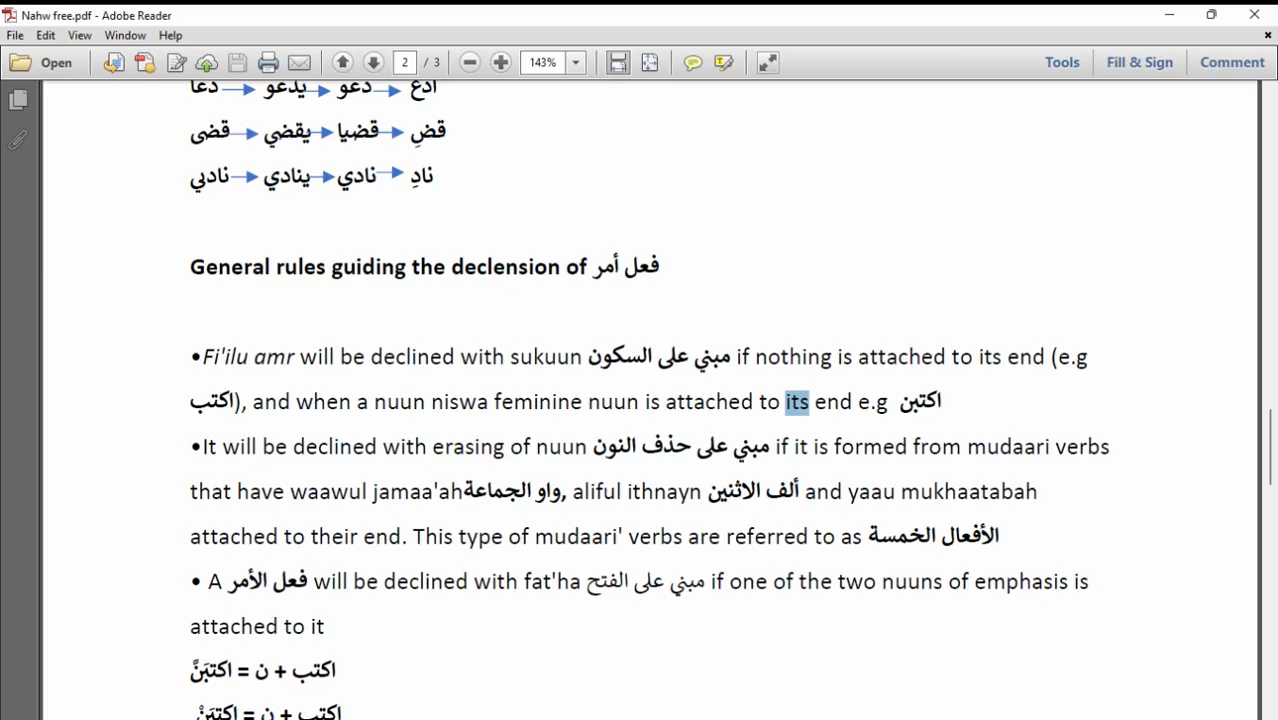 Nahw free.pdf - Adobe Reader
File Edit View Window Help
Open 2 / 3 143% Tools Fill & Sign Comment
دعا يدعو دعو ادع
قضى يقضي قضيا قضِ
نادىي ينادي نادي نادِ
General rules guiding the declension of فعل أمر
•Fi'ilu amr will be declined with sukuun مبني على السكون if nothing is attached to its end (e.g
اكتب), and when a nuun niswa feminine nuun is attached to its end e.g اكتبن
•It will be declined with erasing of nuun مبني على حذف النون if it is formed from mudaari verbs
that have waawul jamaa'ah واو الجماعة, aliful ithnayn ألف الاثنين and yaau mukhaatabah
attached to their end. This type of mudaari' verbs are referred to as الأفعال الخمسة
• A فعل الأمر will be declined with fat'ha مبني على الفتح if one of the two nuuns of emphasis is
attached to it
اكتب + ن = اكتبَنَّ
اكتب + ن = اكتبَنْ